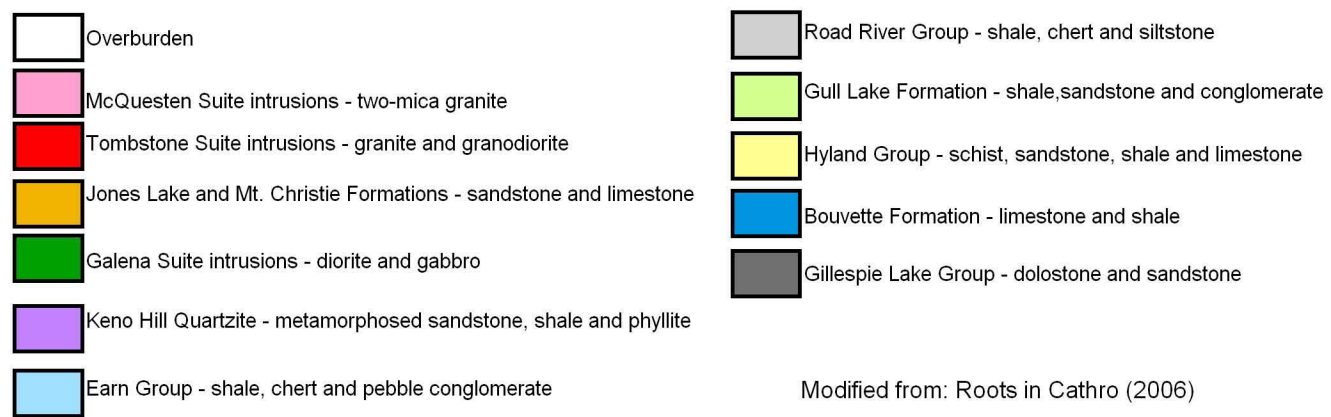 Overburden
McQuesten Suite intrusions - two-mica granite
Tombstone Suite intrusions - granite and granodiorite
Jones Lake and Mt. Christie Formations - sandstone and limestone
Galena Suite intrusions - diorite and gabbro
Keno Hill Quartzite - metamorphosed sandstone, shale and phyllite
Earn Group - shale, chert and pebble conglomerate
Road River Group - shale, chert and siltstone
Gull Lake Formation - shale,sandstone and conglomerate
Hyland Group - schist, sandstone, shale and limestone
Bouvette Formation - limestone and shale
Gillespie Lake Group - dolostone and sandstone
Modified from: Roots in Cathro (2006)